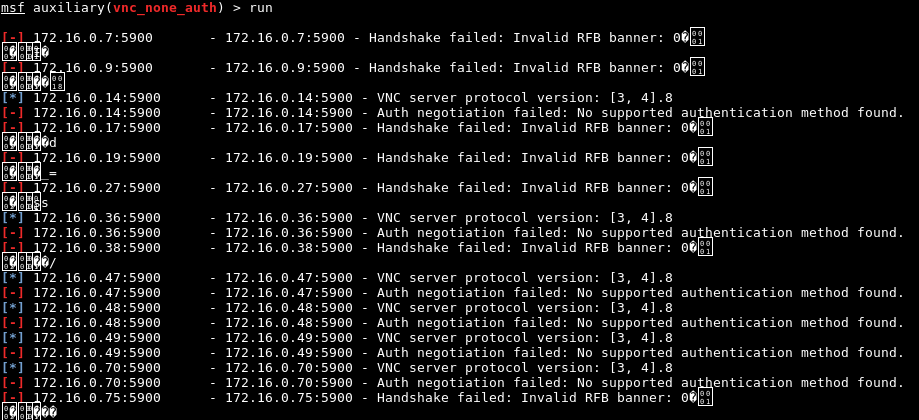 msf auxiliary(vnc_none_auth) > run
[-] 172.16.0.7:5900 - 172.16.0.7:5900 - Handshake failed: Invalid RFB banner: 0�
�
[-] 172.16.0.9:5900 - 172.16.0.9:5900 - Handshake failed: Invalid RFB banner: 0�
��
[*] 172.16.0.14:5900 - 172.16.0.14:5900 - VNC server protocol version: [3, 4].8
[-] 172.16.0.14:5900 - 172.16.0.14:5900 - Auth negotiation failed: No supported authentication method found.
[-] 172.16.0.17:5900 - 172.16.0.17:5900 - Handshake failed: Invalid RFB banner: 0�
��d
[-] 172.16.0.19:5900 - 172.16.0.19:5900 - Handshake failed: Invalid RFB banner: 0�
��_=
[-] 172.16.0.27:5900 - 172.16.0.27:5900 - Handshake failed: Invalid RFB banner: 0�
�$s
[*] 172.16.0.36:5900 - 172.16.0.36:5900 - VNC server protocol version: [3, 4].8
[-] 172.16.0.36:5900 - 172.16.0.36:5900 - Auth negotiation failed: No supported authentication method found.
[-] 172.16.0.38:5900 - 172.16.0.38:5900 - Handshake failed: Invalid RFB banner: 0�
��/
[*] 172.16.0.47:5900 - 172.16.0.47:5900 - VNC server protocol version: [3, 4].8
[-] 172.16.0.47:5900 - 172.16.0.47:5900 - Auth negotiation failed: No supported authentication method found.
[*] 172.16.0.48:5900 - 172.16.0.48:5900 - VNC server protocol version: [3, 4].8
[-] 172.16.0.48:5900 - 172.16.0.48:5900 - Auth negotiation failed: No supported authentication method found.
[*] 172.16.0.49:5900 - 172.16.0.49:5900 - VNC server protocol version: [3, 4].8
[-] 172.16.0.49:5900 - 172.16.0.49:5900 - Auth negotiation failed: No supported authentication method found.
[*] 172.16.0.70:5900 - 172.16.0.70:5900 - VNC server protocol version: [3, 4].8
[-] 172.16.0.70:5900 - 172.16.0.70:5900 - Auth negotiation failed: No supported authentication method found.
[-] 172.16.0.75:5900 - 172.16.0.75:5900 - Handshake failed: Invalid RFB banner: 0�
���